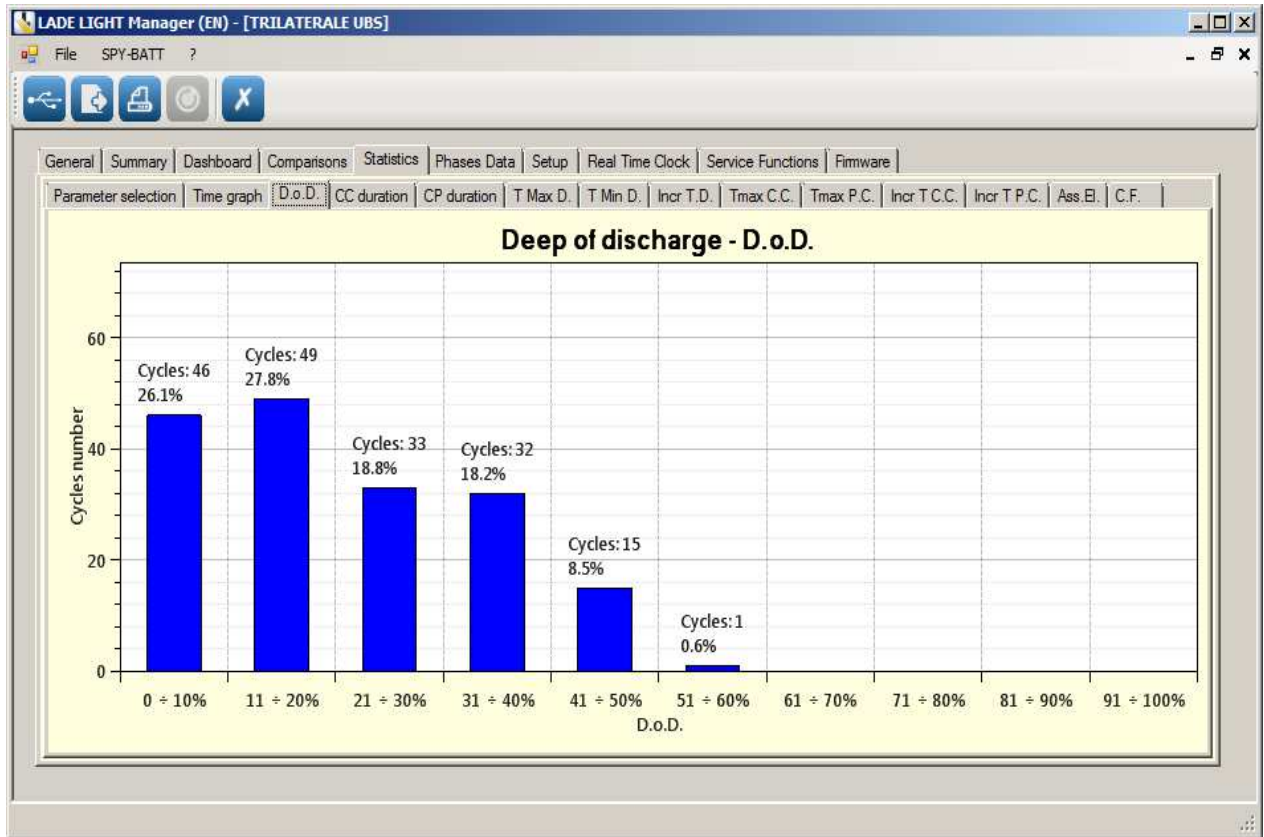 LADE LIGHT Manager (EN) - [TRILATERALE UBS]
File SPY-BATT ?
General Summary Dashboard Comparisons Statistics Phases Data Setup Real Time Clock Service Functions Firmware
Parameter selection Time graph D.o.D. CC duration CP duration T Max D. T Min D. Incr T.D. Tmax C.C. Tmax P.C. Incr T C.C. Incr T P.C. Ass.El. C.F.
Deep of discharge - D.o.D.
Cycles number
60
40
20
0
Cycles: 46
26.1%
Cycles: 49
27.8%
Cycles: 33
18.8%
Cycles: 32
18.2%
Cycles: 15
8.5%
Cycles: 1
0.6%
0 ÷ 10% 11 ÷ 20% 21 ÷ 30% 31 ÷ 40% 41 ÷ 50% 51 ÷ 60% 61 ÷ 70% 71 ÷ 80% 81 ÷ 90% 91 ÷ 100%
D.o.D.